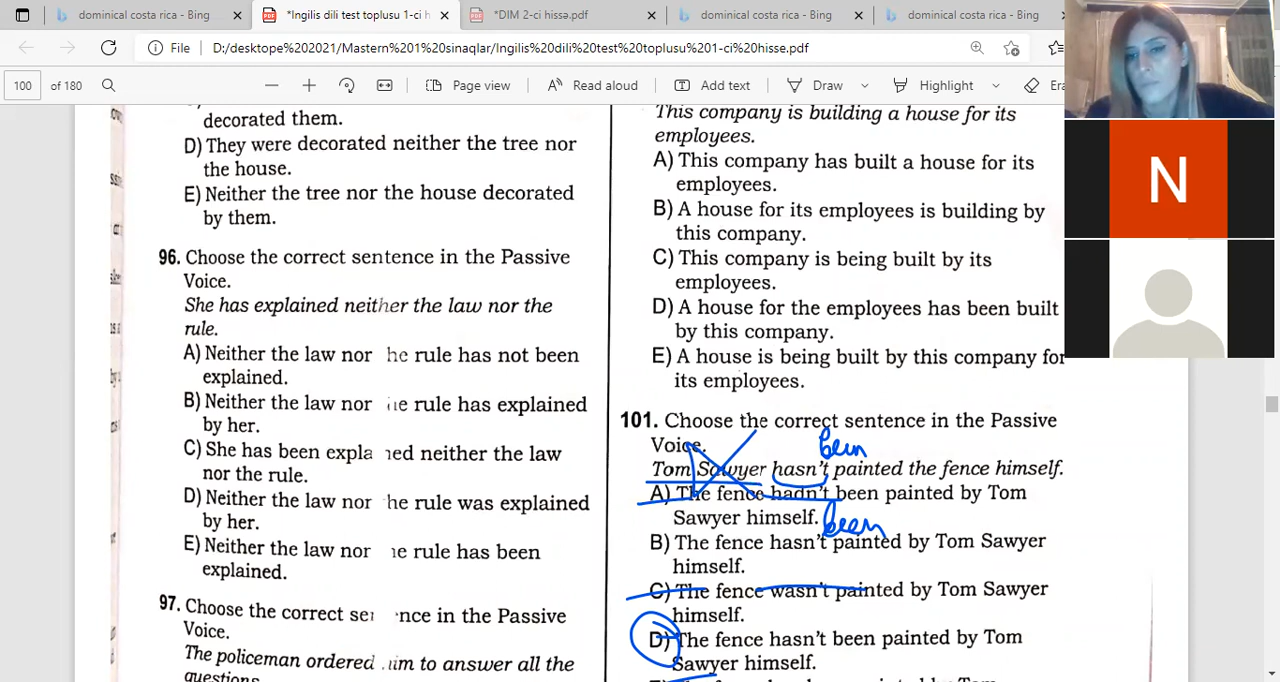 dominical costa rica - Bing
*Ingilis dili test toplusu 1-ci h
*DIM 2-ci hissə.pdf
dominical costa rica - Bing
dominical costa rica - Bing
File
D:/desktope%202021/Mastern%201%20sinaqlar/Ingilis%20dili%20test%20toplusu%201-ci%20hisse.pdf
100
of 180
Page view
Read aloud
Add text
Draw
Highlight
Era
decorated them.
D) They were decorated neither the tree nor
the house.
E) Neither the tree nor the house decorated
by them.
96. Choose the correct sentence in the Passive
Voice.
She has explained neither the law nor the
rule.
A) Neither the law nor he rule has not been
explained.
B) Neither the law nor ne rule has explained
by her.
C) She has been expla ned neither the law
nor the rule.
D) Neither the law nor he rule was explained
by her.
E) Neither the law nor ne rule has been
explained.
97. Choose the correct ser nce in the Passive
Voice.
The policeman ordered im to answer all the
questions.
This company is building a house for its
employees.
A) This company has built a house for its
employees.
B) A house for its employees is building by
this company.
C) This company is being built by its
employees.
D) A house for the employees has been built
by this company.
E) A house is being built by this company for
its employees.
101. Choose the correct sentence in the Passive
Voice.
been
Tom Sawyer hasn't painted the fence himself.
A) The fence hadn't been painted by Tom
Sawyer himself.
been
B) The fence hasn't painted by Tom Sawyer
himself.
C) The fence wasn't painted by Tom Sawyer
himself.
D) The fence hasn't been painted by Tom
Sawyer himself.
N